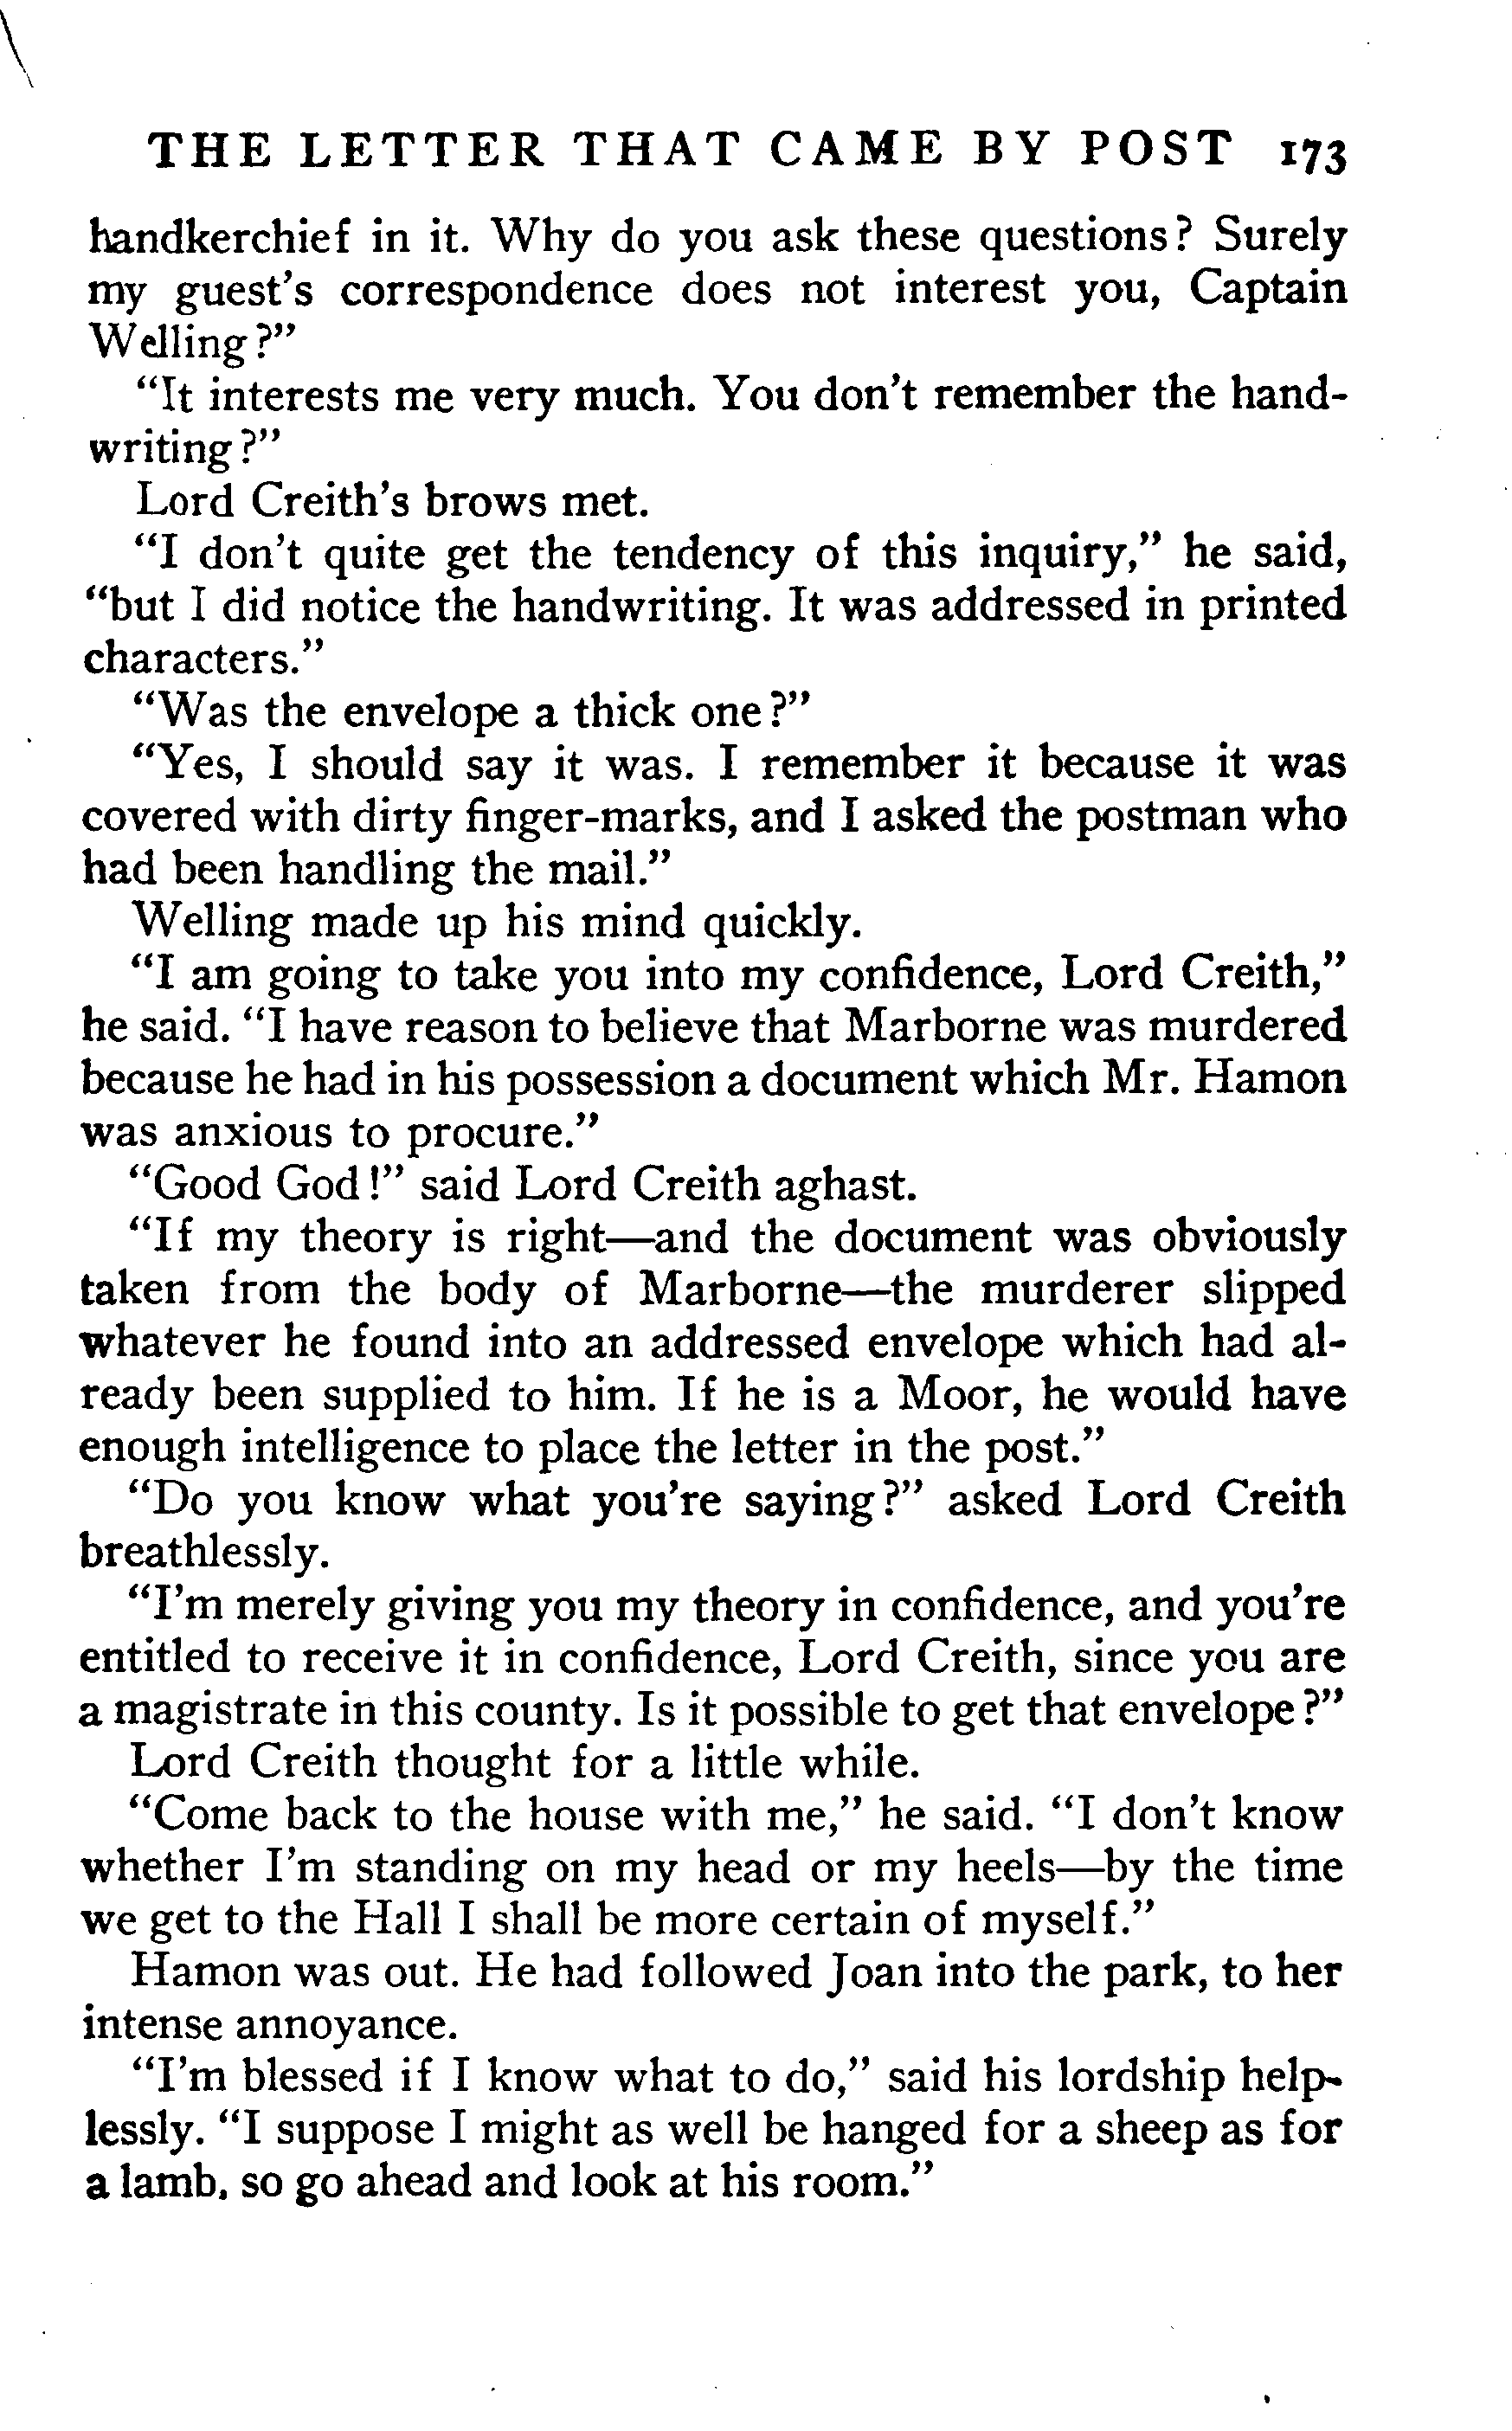 THE LETTER THAT CAME BY POST 173
handkerchief in it. Why do you ask these questions? Surely
my guest's correspondence does not interest you, Captain
Welling?"
"It interests me very much. You don't remember the hand-
writing?"
Lord Creith's brows met.
"I don't quite get the tendency of this inquiry," he said,
"but I did notice the handwriting. It was addressed in printed
characters."
"Was the envelope a thick one?"
"Yes, I should say it was. I remember it because it was
covered with dirty finger-marks, and I asked the postman who
had been handling the mail."
Welling made up his mind quickly.
"I am going to take you into my confidence, Lord Creith,"
he said. "I have reason to believe that Marborne was murdered
because he had in his possession a document which Mr. Hamon
was anxious to procure."
"Good God!" said Lord Creith aghast.
"If my theory is right—and the document was obviously
taken from the body of Marborne—the murderer slipped
whatever he found into an addressed envelope which had al-
ready been supplied to him. If he is a Moor, he would have
enough intelligence to place the letter in the post."
"Do you know what you're saying?" asked Lord Creith
breathlessly.
"I'm merely giving you my theory in confidence, and you're
entitled to receive it in confidence, Lord Creith, since you are
a magistrate in this county. Is it possible to get that envelope?"
Lord Creith thought for a little while.
"Come back to the house with me," he said. "I don't know
whether I'm standing on my head or my heels—by the time
we get to the Hall I shall be more certain of myself."
Hamon was out. He had followed Joan into the park, to her
intense annoyance.
"I'm blessed if I know what to do," said his lordship help-
lessly. "I suppose I might as well be hanged for a sheep as for
a lamb, so go ahead and look at his room."